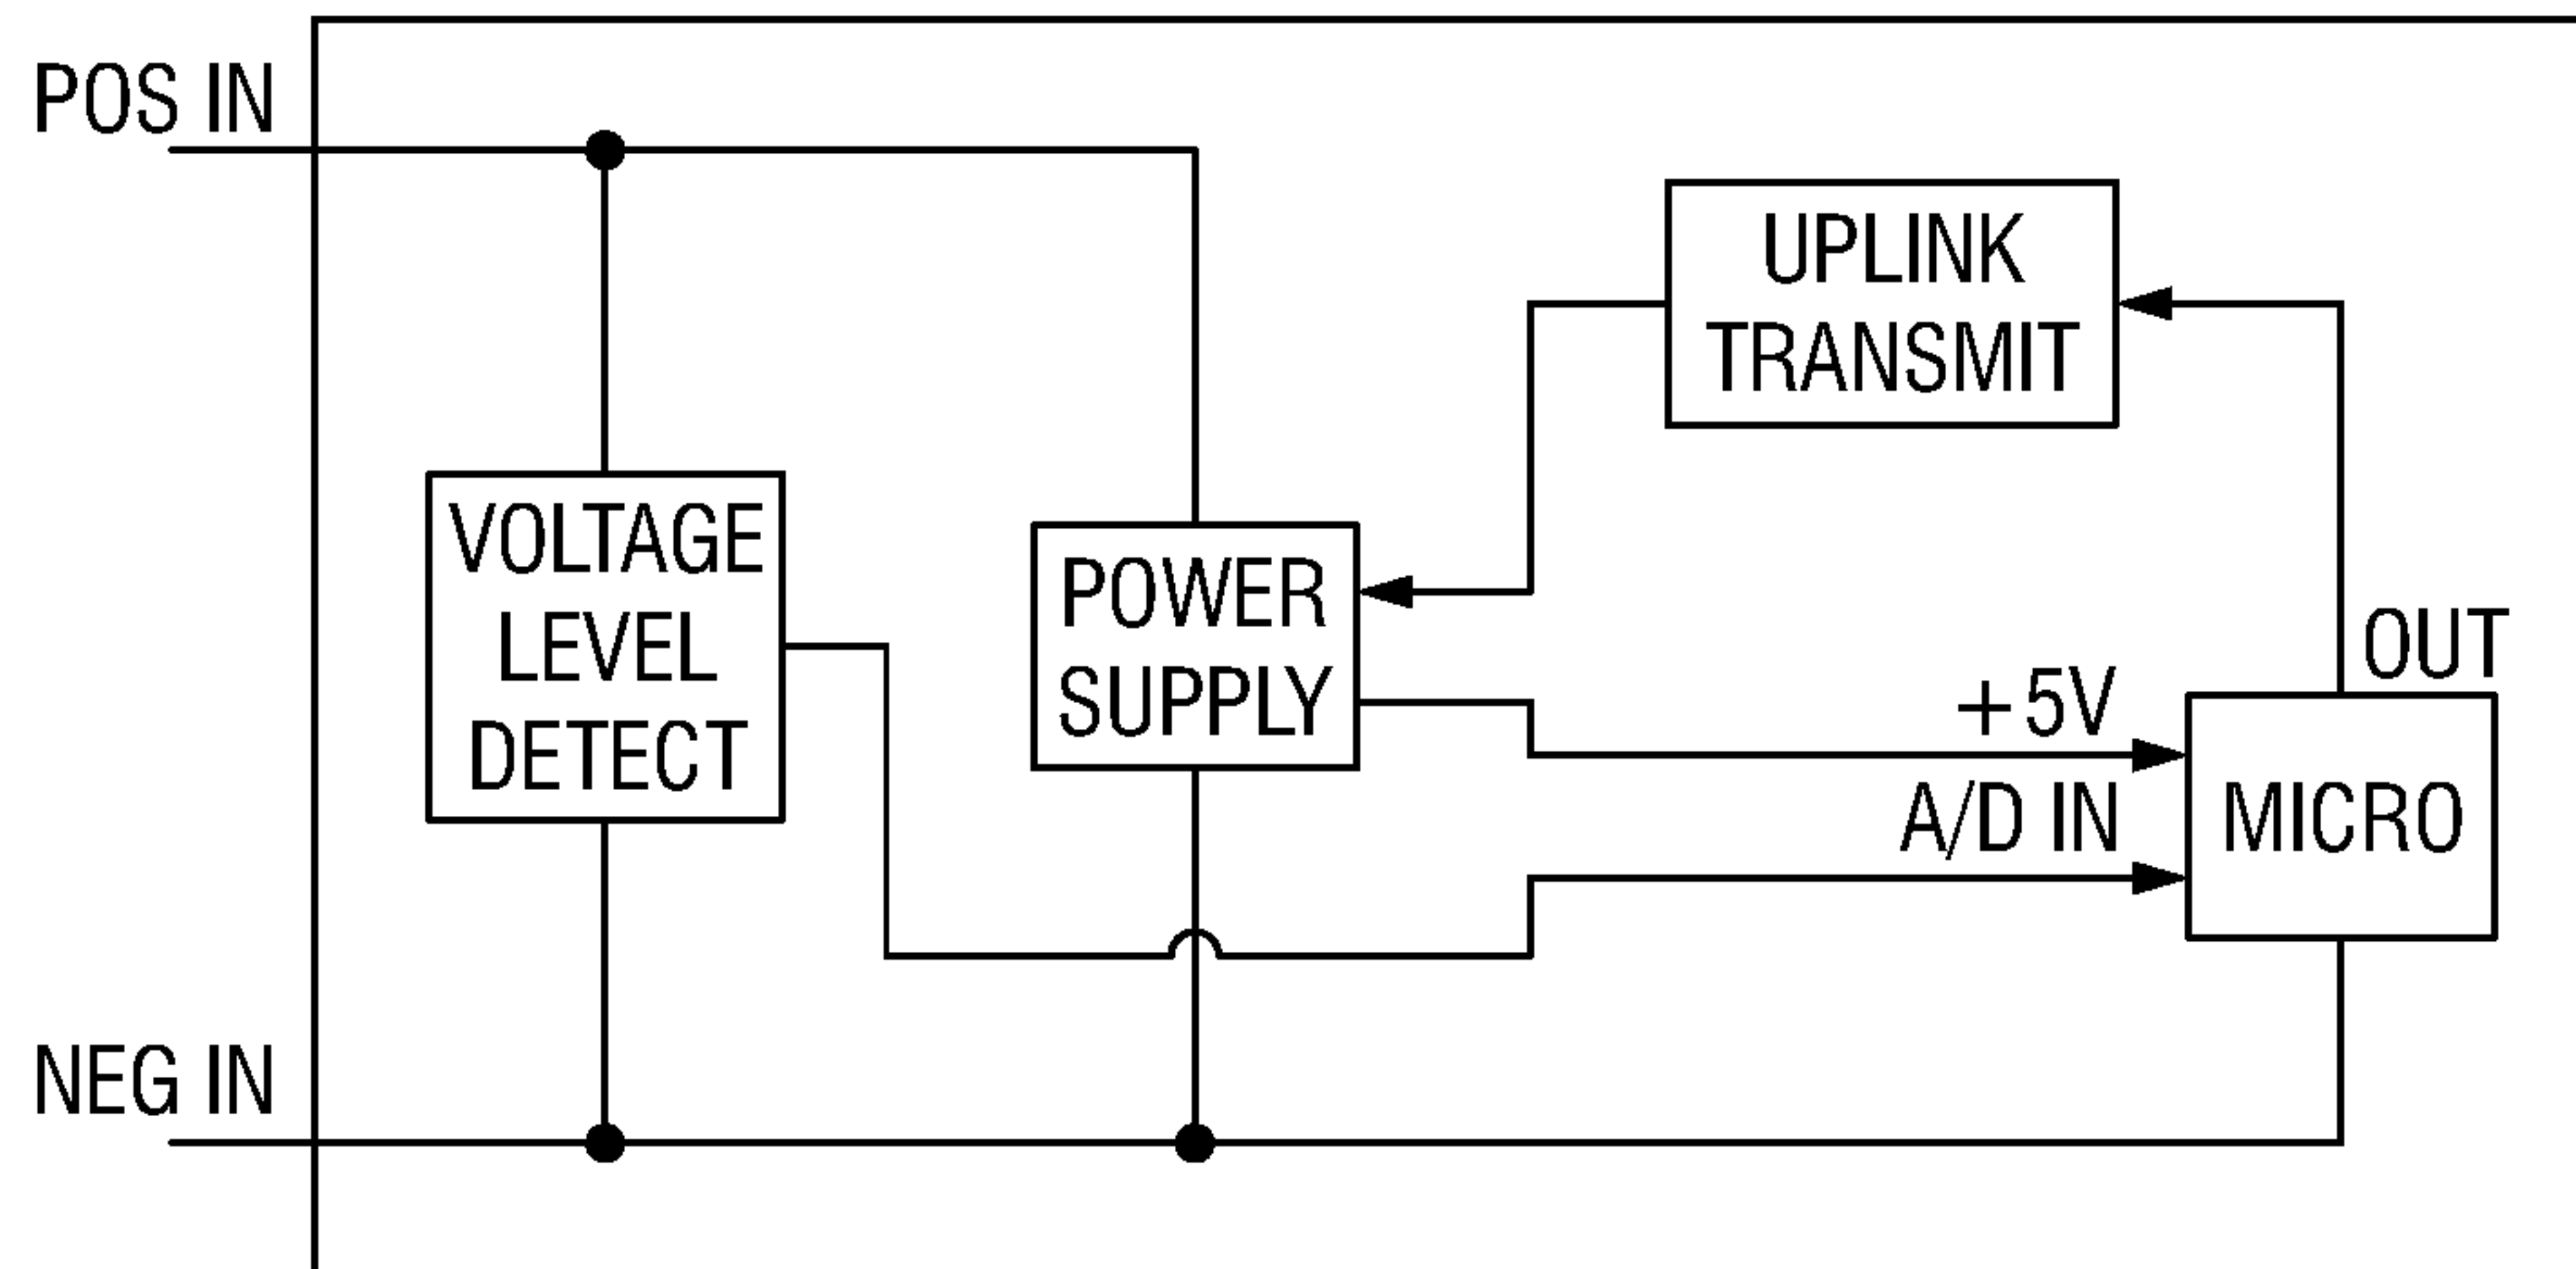 POS IN
UPLINK
TRANSMIT
VOLTAGE
LEVEL
DETECT
POWER
SUPPLY
OUT
+5V
A/D IN
MICRO
NEG IN